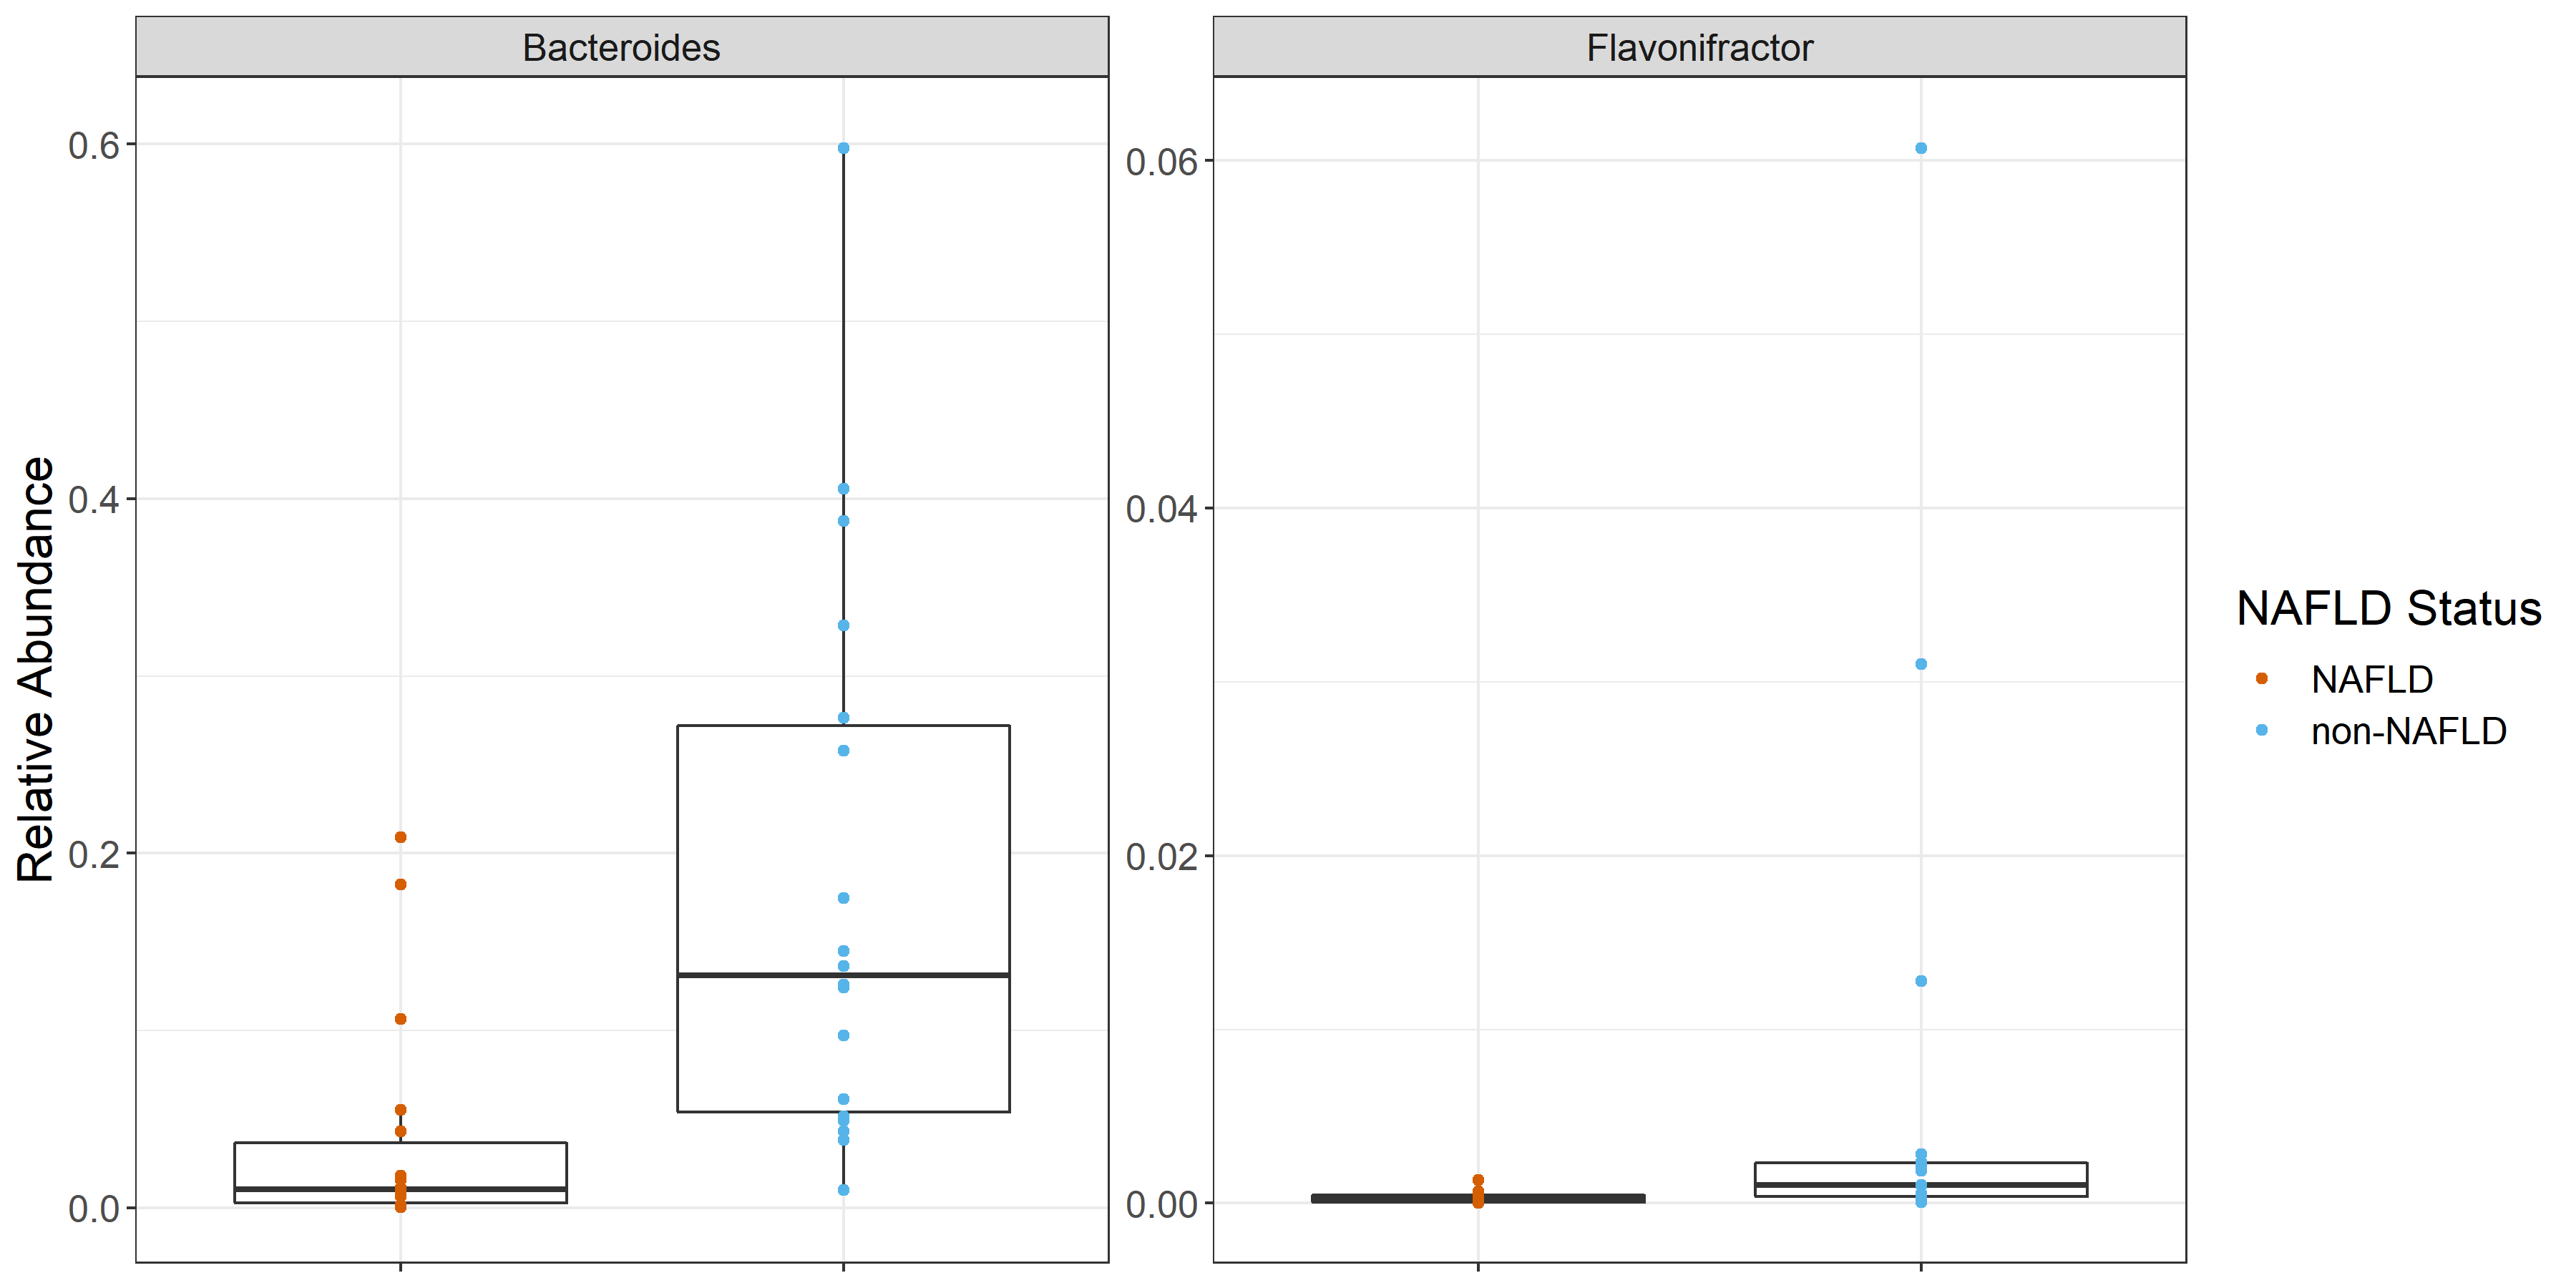 Bacteroides
Flavonifractor
Relative Abundance
0.6
0.4
0.2
0.0
0.06
0.04
0.02
0.00
NAFLD Status
NAFLD
non-NAFLD